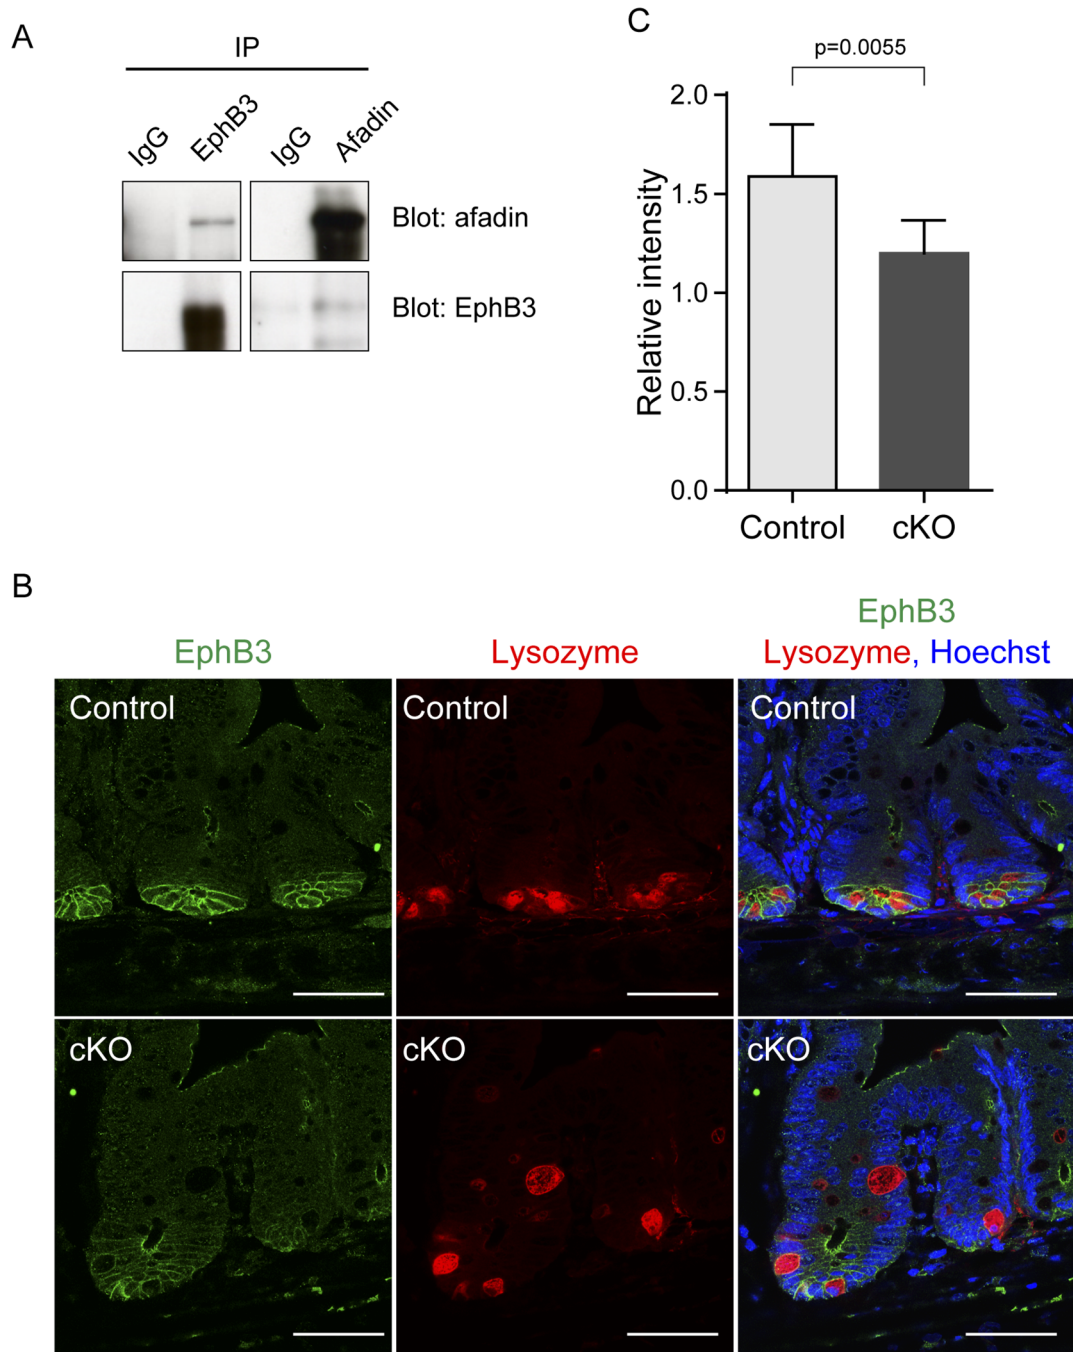 A
IP
IgG EphB3 IgG Afadin
Blot: afadin
Blot: EphB3
C
p=0.0055
2.0
1.5
1.0
0.5
0.0
Relative intensity
Control cKO
B
EphB3
EphB3 Lysozyme Lysozyme, Hoechst
Control Control Control
cKO cKO cKO